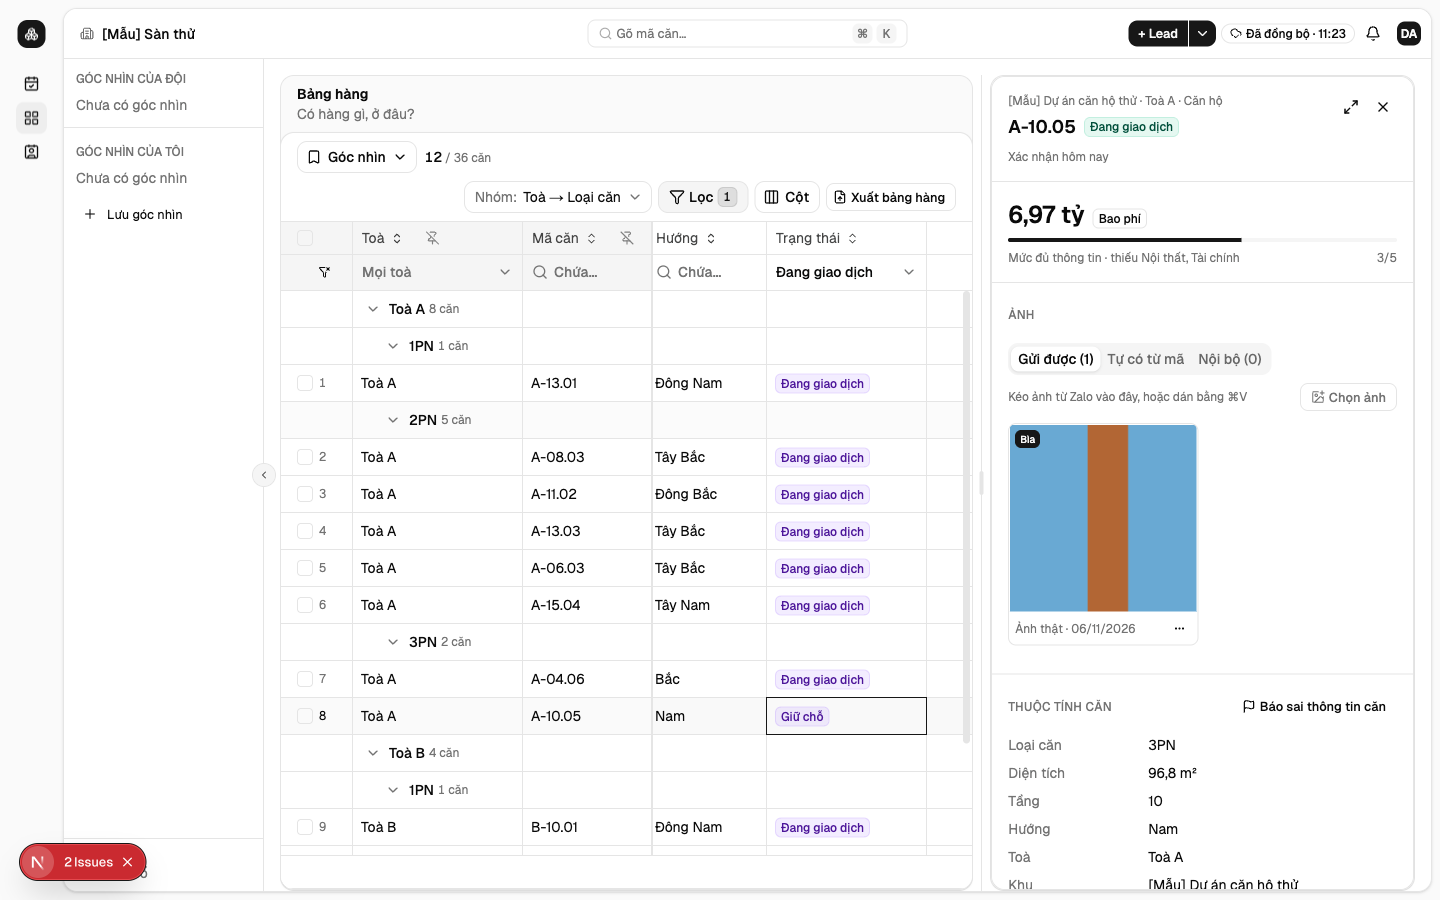 [Mẫu] Sàn thử
Gõ mã căn...
⌘ K
+ Lead
Đã đồng bộ · 11:23
DA
GÓC NHÌN CỦA ĐỘI
Chưa có góc nhìn
GÓC NHÌN CỦA TÔI
Chưa có góc nhìn
+ Lưu góc nhìn
N 2 Issues
Bảng hàng
Có hàng gì, ở đâu?
Góc nhìn
12 / 36 căn
Nhóm: Toà → Loại căn
Lọc 1
Cột
Xuất bảng hàng
Toà Mã căn Hướng Trạng thái
Mọi toà Chứa... Chứa... Đang giao dịch
Toà A 8 căn
1PN 1 căn
1 Toà A A-13.01 Đông Nam Đang giao dịch
2PN 5 căn
2 Toà A A-08.03 Tây Bắc Đang giao dịch
3 Toà A A-11.02 Đông Bắc Đang giao dịch
4 Toà A A-13.03 Tây Bắc Đang giao dịch
5 Toà A A-06.03 Tây Bắc Đang giao dịch
6 Toà A A-15.04 Tây Nam Đang giao dịch
3PN 2 căn
7 Toà A A-04.06 Bắc Đang giao dịch
8 Toà A A-10.05 Nam Giữ chỗ
Toà B 4 căn
1PN 1 căn
9 Toà B B-10.01 Đông Nam Đang giao dịch
[Mẫu] Dự án căn hộ thử · Toà A · Căn hộ
A-10.05 Đang giao dịch
Xác nhận hôm nay
6,97 tỷ Bao phí
Mức đủ thông tin · thiếu Nội thất, Tài chính 3/5
ẢNH
Gửi được (1) Tự có từ mã Nội bộ (0)
Kéo ảnh từ Zalo vào đây, hoặc dán bằng ⌘V
Chọn ảnh
Bìa
Ảnh thật · 06/11/2026
THUỘC TÍNH CĂN
Báo sai thông tin căn
Loại căn 3PN
Diện tích 96,8 m²
Tầng 10
Hướng Nam
Toà Toà A
Khu [Mẫu] Dự án căn hộ thử